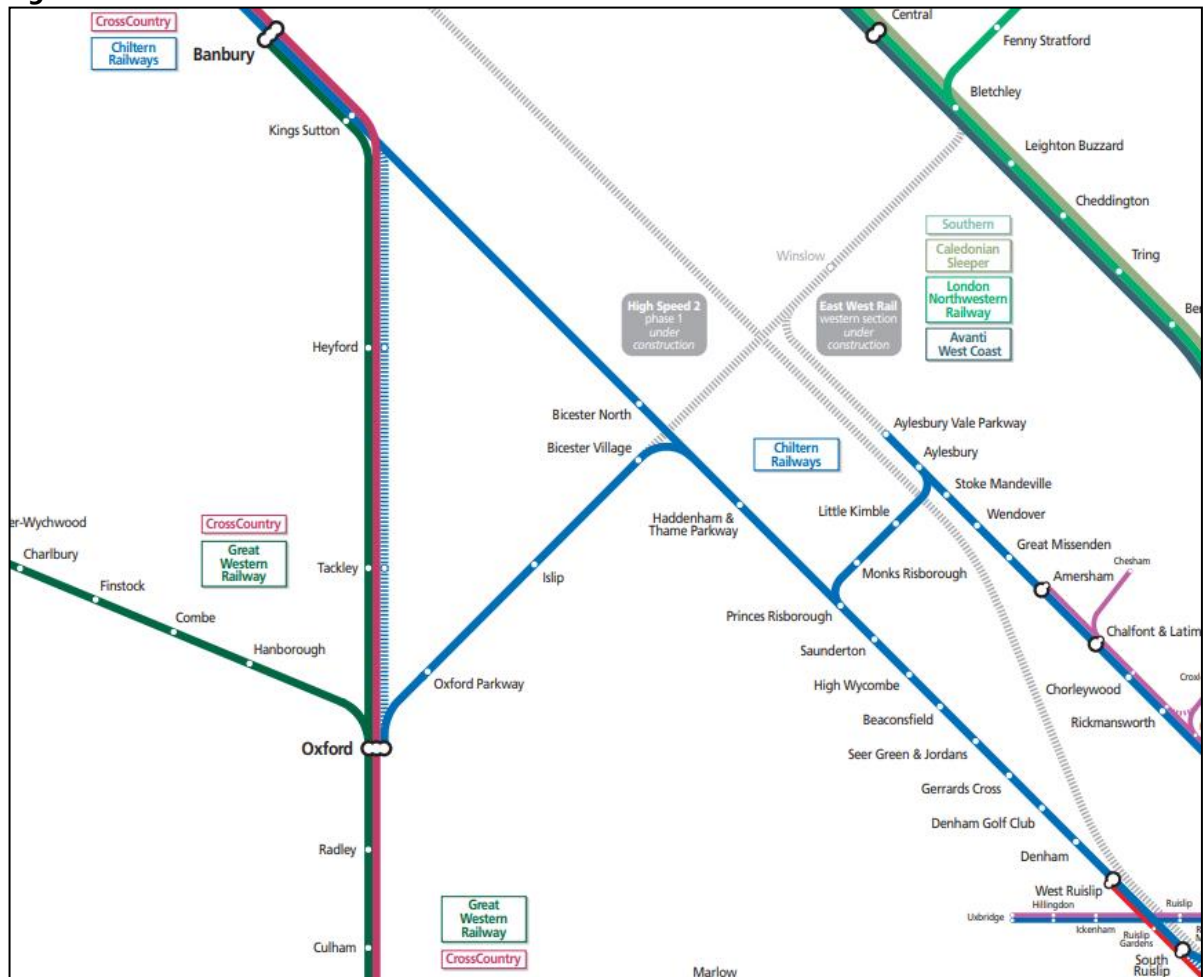 CrossCountry
Chiltern
Railways
Banbury
Kings Sutton
Central
Fenny Stratford
Bletchley
Leighton Buzzard
Cheddington
Tring
Southern
Caledonian
Sleeper
London
Northwestern
Railway
Avanti
West Coast
Winslow
High Speed 2
phase 1
under
construction
East West Rail
western section
under
construction
Heyford
Bicester North
Bicester Village
Chiltern
Railways
Aylesbury Vale Parkway
Aylesbury
Stoke Mandeville
Wendover
Great Missenden
Amersham
Chesham
Chalfont & Latim
Chorleywood
Rickmansworth
Little Kimble
Monks Risborough
Haddenham &
Thame Parkway
Princes Risborough
Saunderton
High Wycombe
Beaconsfield
Seer Green & Jordans
Gerrards Cross
Denham Golf Club
Denham
West Ruislip
Hillingdon
Ruislip
Uxbridge
Ickenham
Ruislip
Gardens
South
Ruislip
er-Wychwood
Charlbury
Finstock
Combe
Hanborough
CrossCountry
Great
Western
Railway
Tackley
Islip
Oxford Parkway
Oxford
Radley
Culham
Great
Western
Railway
CrossCountry
Marlow